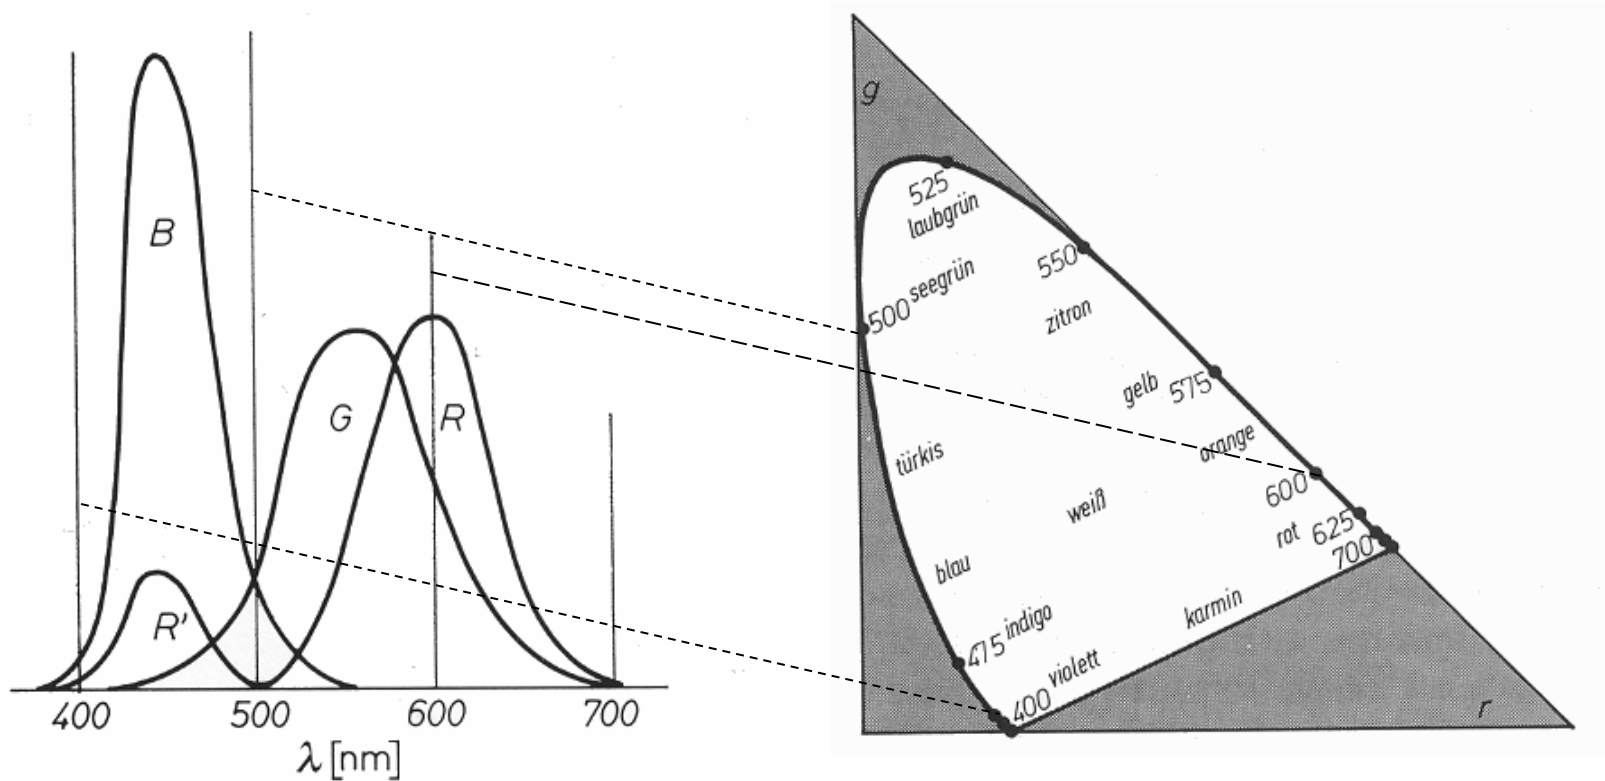 B
G
R
R'
400 500 600 700
λ [nm]
g
525
laubgrün
550
seegrün
500
zitron
gelb
575
türkis
orange
600
weiß
rot
625
700
blau
karmin
indigo
475
violett
400
r